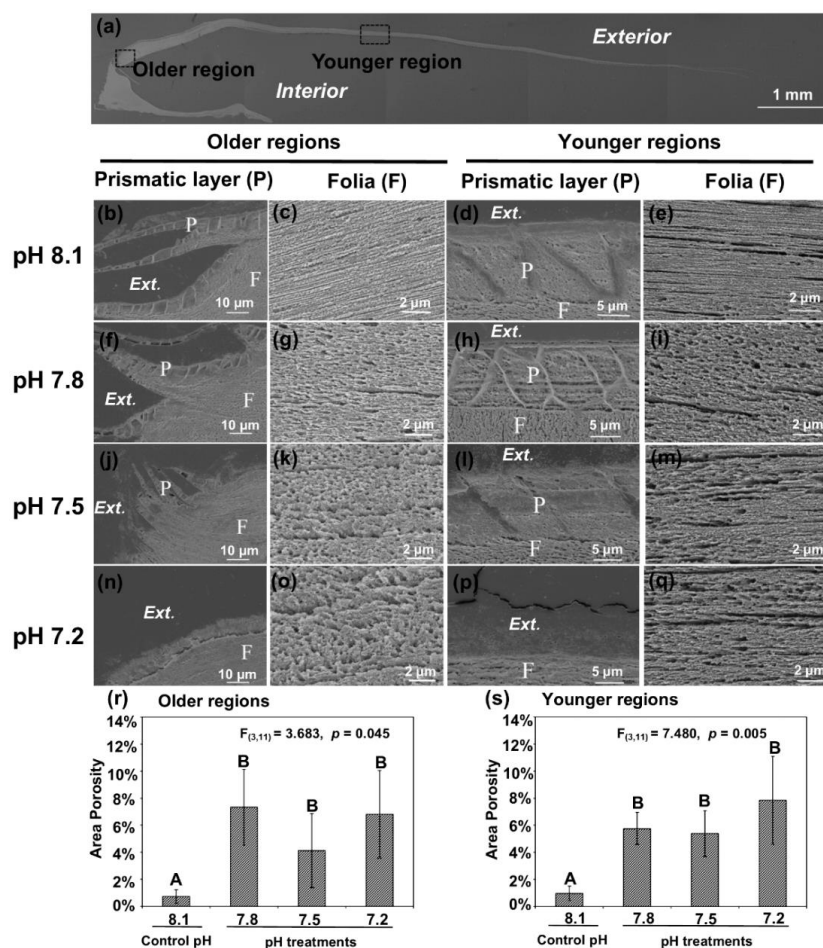 (a)
Exterior
Older region
Younger region
Interior
1 mm
Older regions
Younger regions
Prismatic layer (P)
Folia (F)
Prismatic layer (P)
Folia (F)
pH 8.1
(b)
P
Ext.
F
10 μm
(c)
2 μm
(d)
Ext.
P
F
5 μm
(e)
2 μm
pH 7.8
(f)
P
Ext.
F
10 μm
(g)
2 μm
(h)
Ext.
P
F
5 μm
(i)
2 μm
pH 7.5
(j)
P
Ext.
F
10 μm
(k)
2 μm
(l)
Ext.
P
F
5 μm
(m)
2 μm
pH 7.2
(n)
Ext.
F
10 μm
(o)
2 μm
(p)
Ext.
F
5 μm
(q)
2 μm
(r)
Older regions
14%
12%
10%
8%
6%
4%
2%
0%
Area Porosity
F(3,11) = 3.683, p = 0.045
A
B
B
B
8.1
7.8
7.5
7.2
Control pH
pH treatments
(s)
Younger regions
14%
12%
10%
8%
6%
4%
2%
0%
Area Porosity
F(3,11) = 7.480, p = 0.005
A
B
B
B
8.1
7.8
7.5
7.2
Control pH
pH treatments